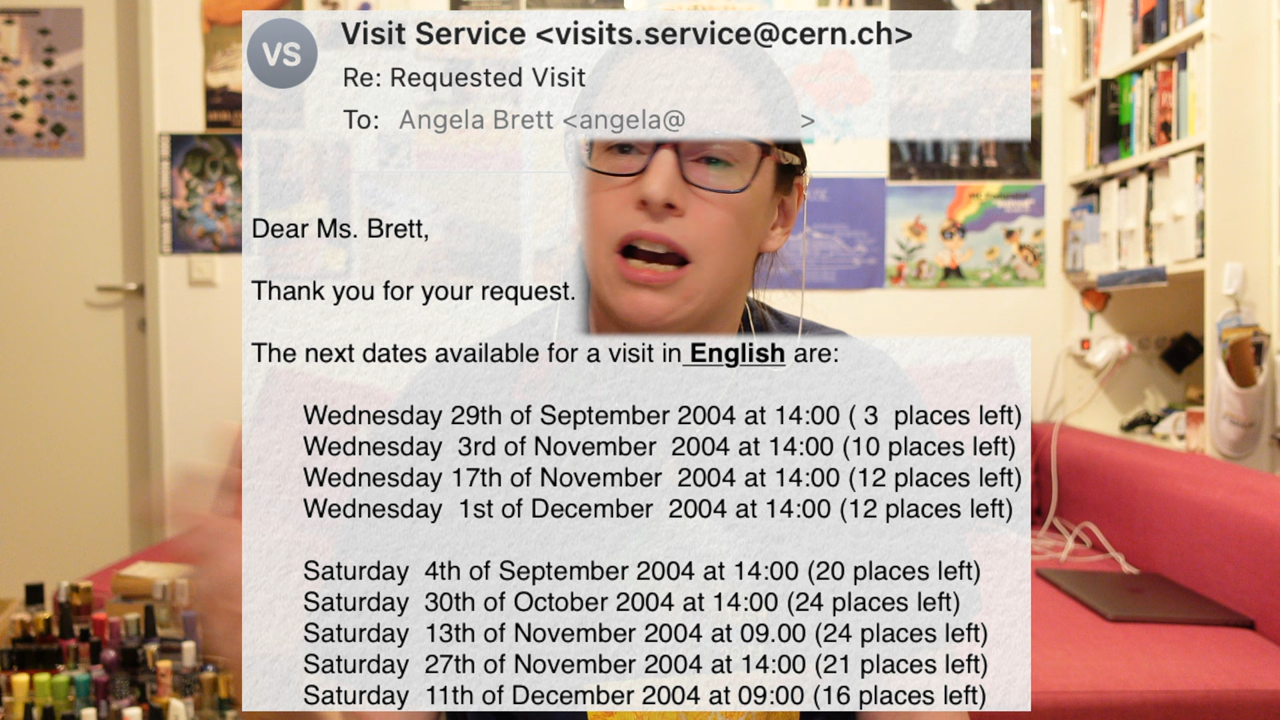 VS
Visit Service <visits.service@cern.ch>
Re: Requested Visit
To: Angela Brett <angela@ >
Dear Ms. Brett,
Thank you for your request.
The next dates available for a visit in English are:
Wednesday 29th of September 2004 at 14:00 ( 3 places left)
Wednesday 3rd of November 2004 at 14:00 (10 places left)
Wednesday 17th of November 2004 at 14:00 (12 places left)
Wednesday 1st of December 2004 at 14:00 (12 places left)
Saturday 4th of September 2004 at 14:00 (20 places left)
Saturday 30th of October 2004 at 14:00 (24 places left)
Saturday 13th of November 2004 at 09.00 (24 places left)
Saturday 27th of November 2004 at 14:00 (21 places left)
Saturday 11th of December 2004 at 09:00 (16 places left)